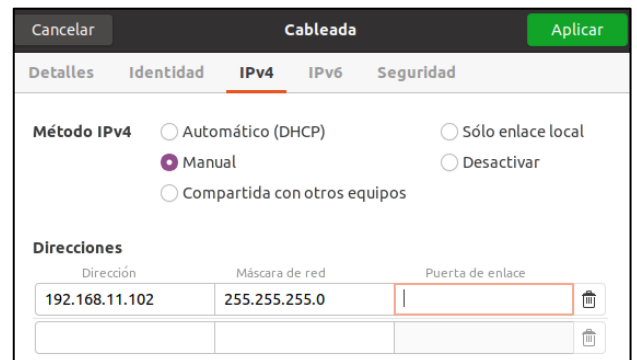 Cancelar Cableada Aplicar
Detalles Identidad IPv4 IPv6 Seguridad
Método IPv4 Automático (DHCP) Sólo enlace local
Manual Desactivar
Compartida con otros equipos
Direcciones
Dirección Máscara de red Puerta de enlace
192.168.11.102 255.255.255.0